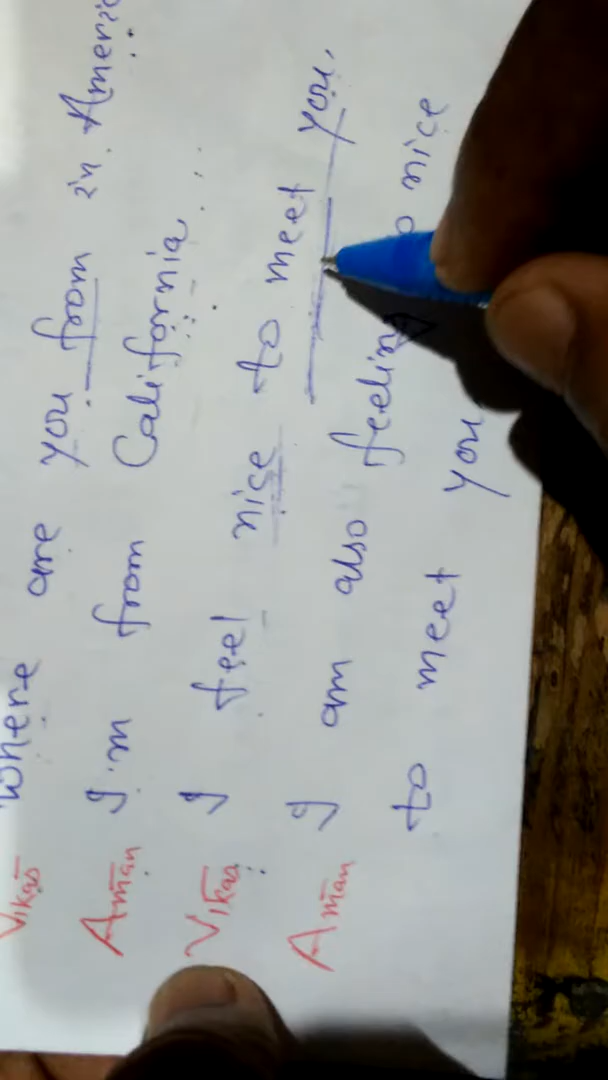 Vikas where are you from in Americ
Aman I'm from California...
Vikas I feel nice to meet you.
Aman I am also feeling nice
to meet you